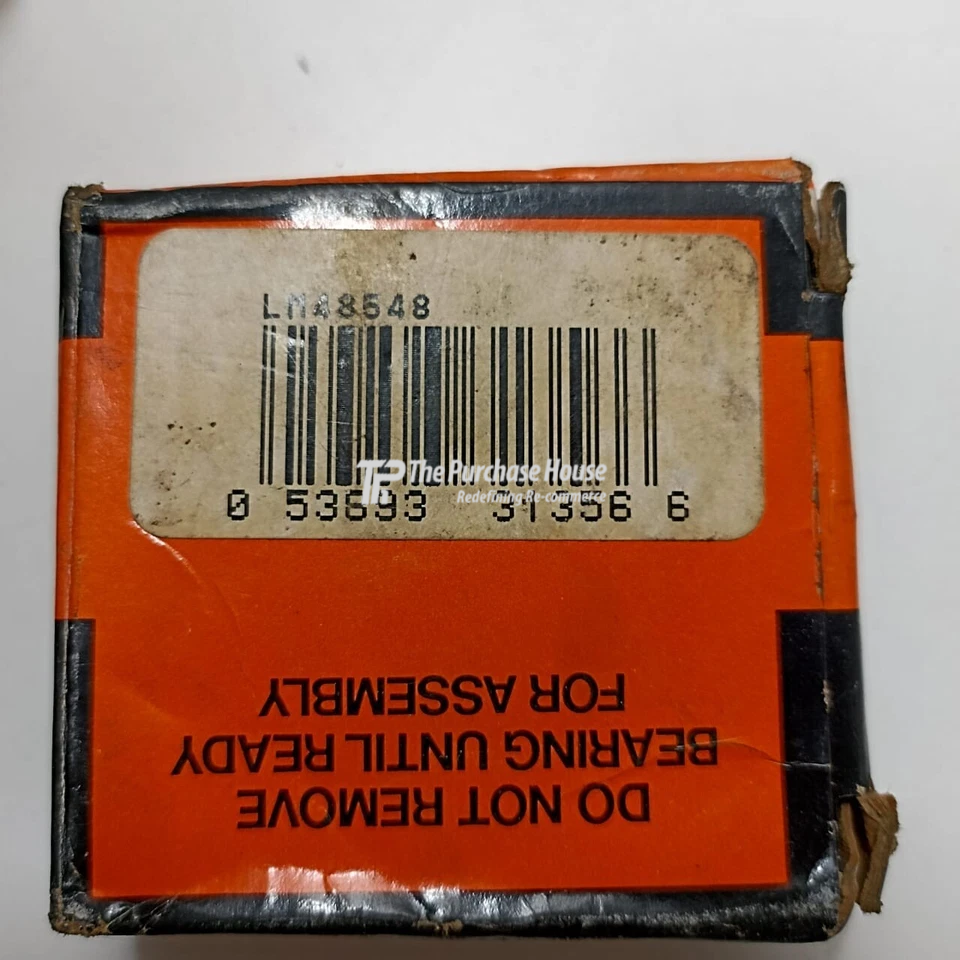 LM48548
TP The Purchase House
Redefining Re-commerce
0 53893 31356 6
DO NOT REMOVE
BEARING UNTIL READY
FOR ASSEMBLY